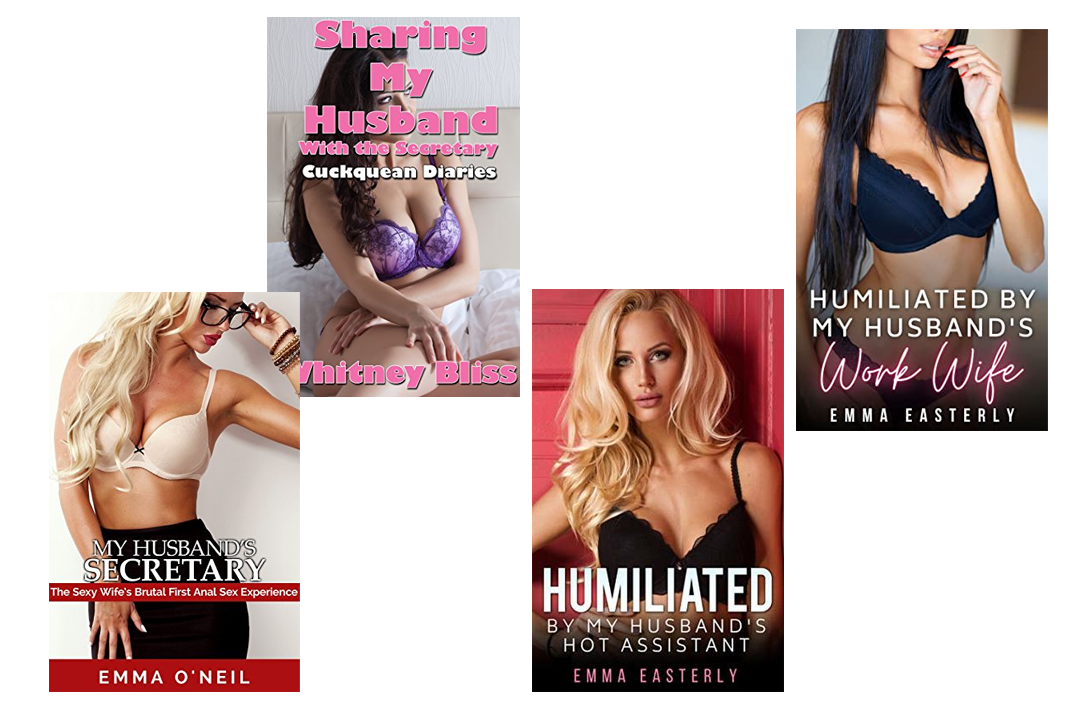 Sharing
My
Husband
With the Secretary
Cuckquean Diaries
Whitney Bliss
HUMILIATED BY
MY HUSBAND'S
Work Wife
EMMA EASTERLY
MY HUSBAND'S
SECRETARY
The Sexy Wife's Brutal First Anal Sex Experience
EMMA O'NEIL
HUMILIATED
BY MY HUSBAND'S
HOT ASSISTANT
EMMA EASTERLY